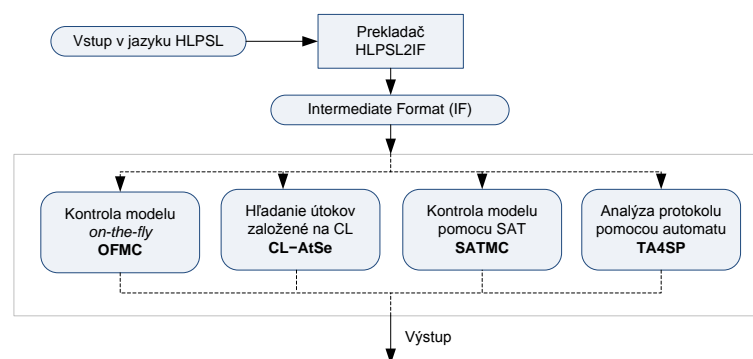 Vstup v jazyku HLPSL
Prekladač
HLPSL2IF
Intermediate Format (IF)
Kontrola modelu
on-the-fly
OFMC
Hľadanie útokov
založené na CL
CL−AtSe
Kontrola modelu
pomocu SAT
SATMC
Analýza protokolu
pomocou automatu
TA4SP
Výstup